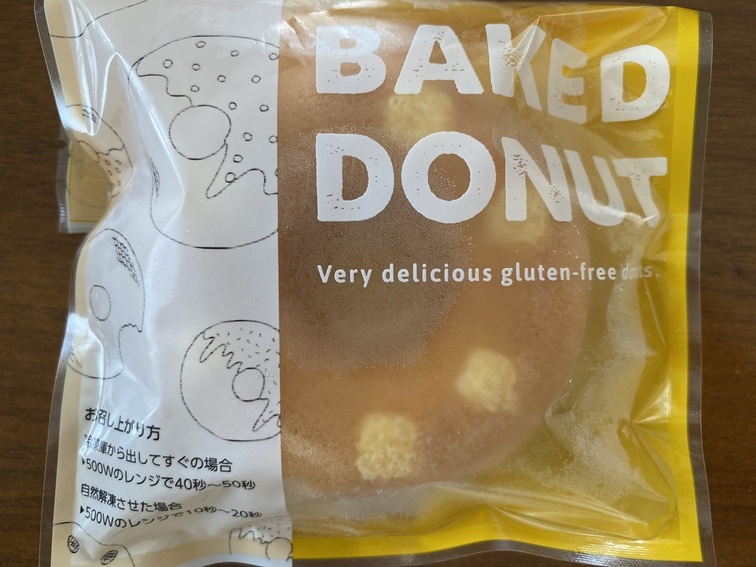 BAKED
DONUT
Very delicious gluten-free donuts.
お召し上がり方
冷凍庫から出してすぐの場合
▶500Wのレンジで40秒～50秒
自然解凍させた場合
▶500Wのレンジで10秒～20秒